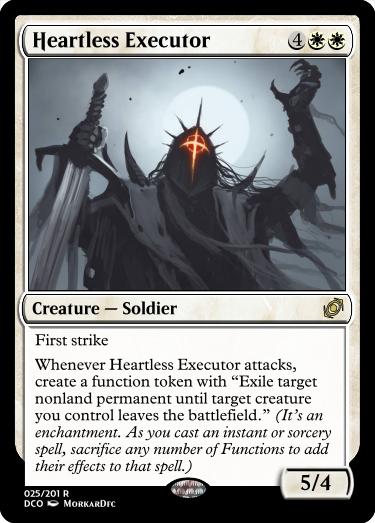 Heartless Executor 4
Creature — Soldier
First strike
Whenever Heartless Executor attacks,
create a function token with “Exile target
nonland permanent until target creature
you control leaves the battlefield.” (It’s an
enchantment. As you cast an instant or sorcery
spell, sacrifice any number of Functions to add
their effects to that spell.)
5/4
025/201 R
DCO MorkarDfc